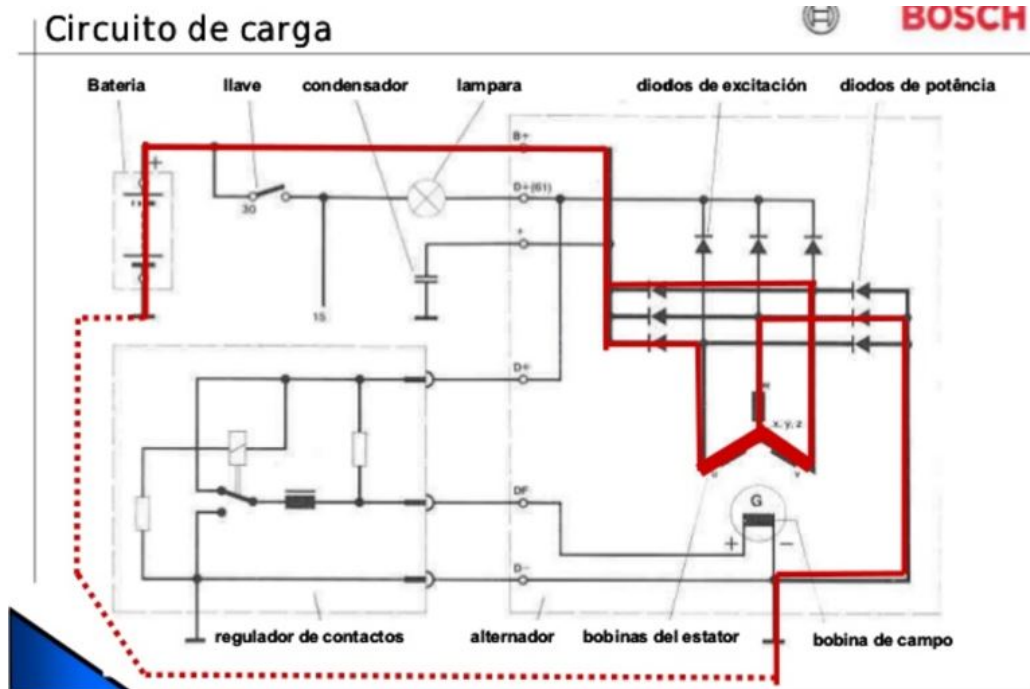 Circuito de carga
BOSCH
Bateria
llave
condensador
lampara
diodos de excitación
diodos de potência
B+
+
30
D+(61)
+
15
D+
x, y, z
u
v
G
DF
+
−
D−
regulador de contactos
alternador
bobinas del estator
bobina de campo